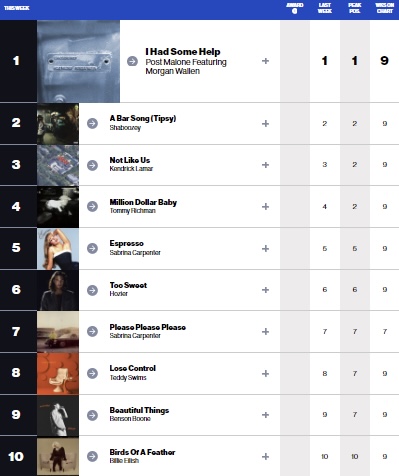 THIS WEEK AWARD LAST WEEK PEAK POS. WKS ON CHART
1 I Had Some Help 1 1 9
Post Malone Featuring
Morgan Wallen
2 A Bar Song (Tipsy) 2 2 9
Shaboozey
3 Not Like Us 3 2 9
Kendrick Lamar
4 Million Dollar Baby 4 2 9
Tommy Richman
5 Espresso 5 5 9
Sabrina Carpenter
6 Too Sweet 6 6 9
Hozier
7 Please Please Please 7 7 7
Sabrina Carpenter
8 Lose Control 8 7 9
Teddy Swims
9 Beautiful Things 9 7 9
Benson Boone
10 Birds Of A Feather 10 10 9
Billie Eilish